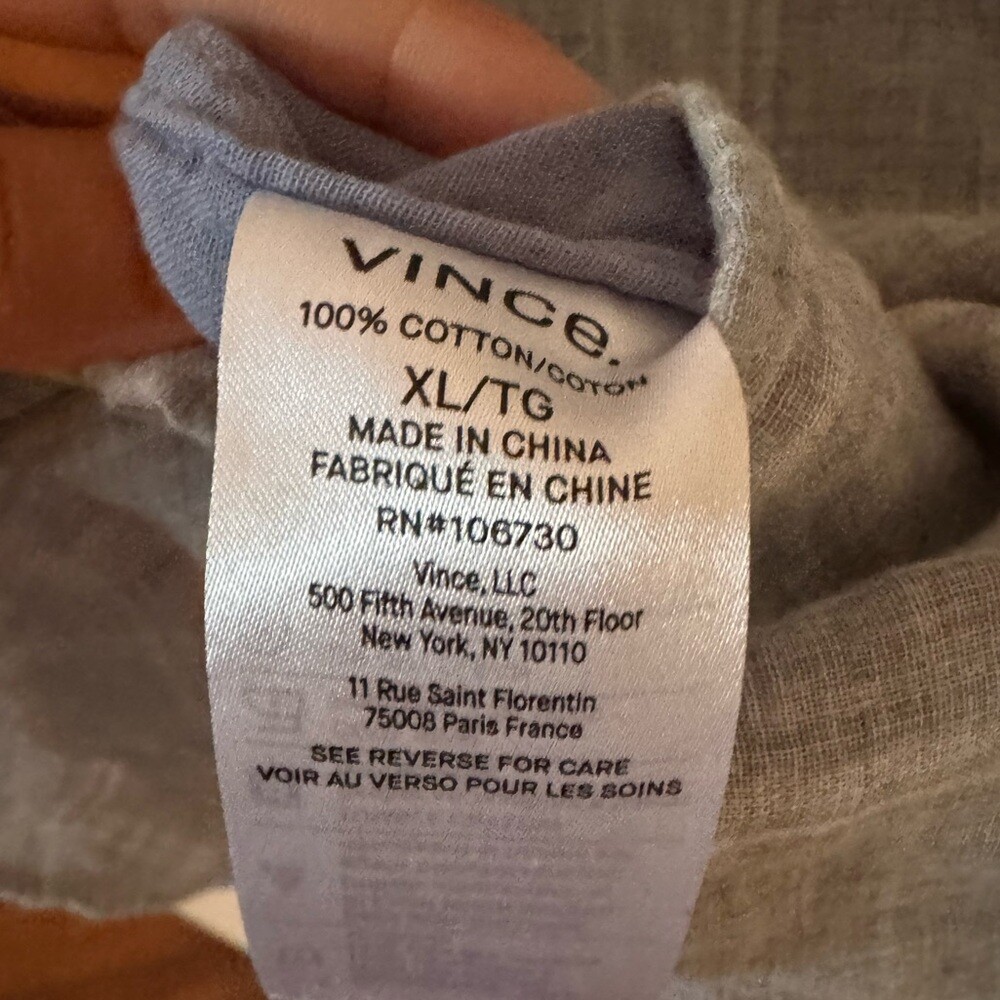 VINCe.
100% COTTON/COTON
XL/TG
MADE IN CHINA
FABRIQUÉ EN CHINE
RN#106730
Vince, LLC
500 Fifth Avenue, 20th Floor
New York, NY 10110
11 Rue Saint Florentin
75008 Paris France
SEE REVERSE FOR CARE
VOIR AU VERSO POUR LES SOINS